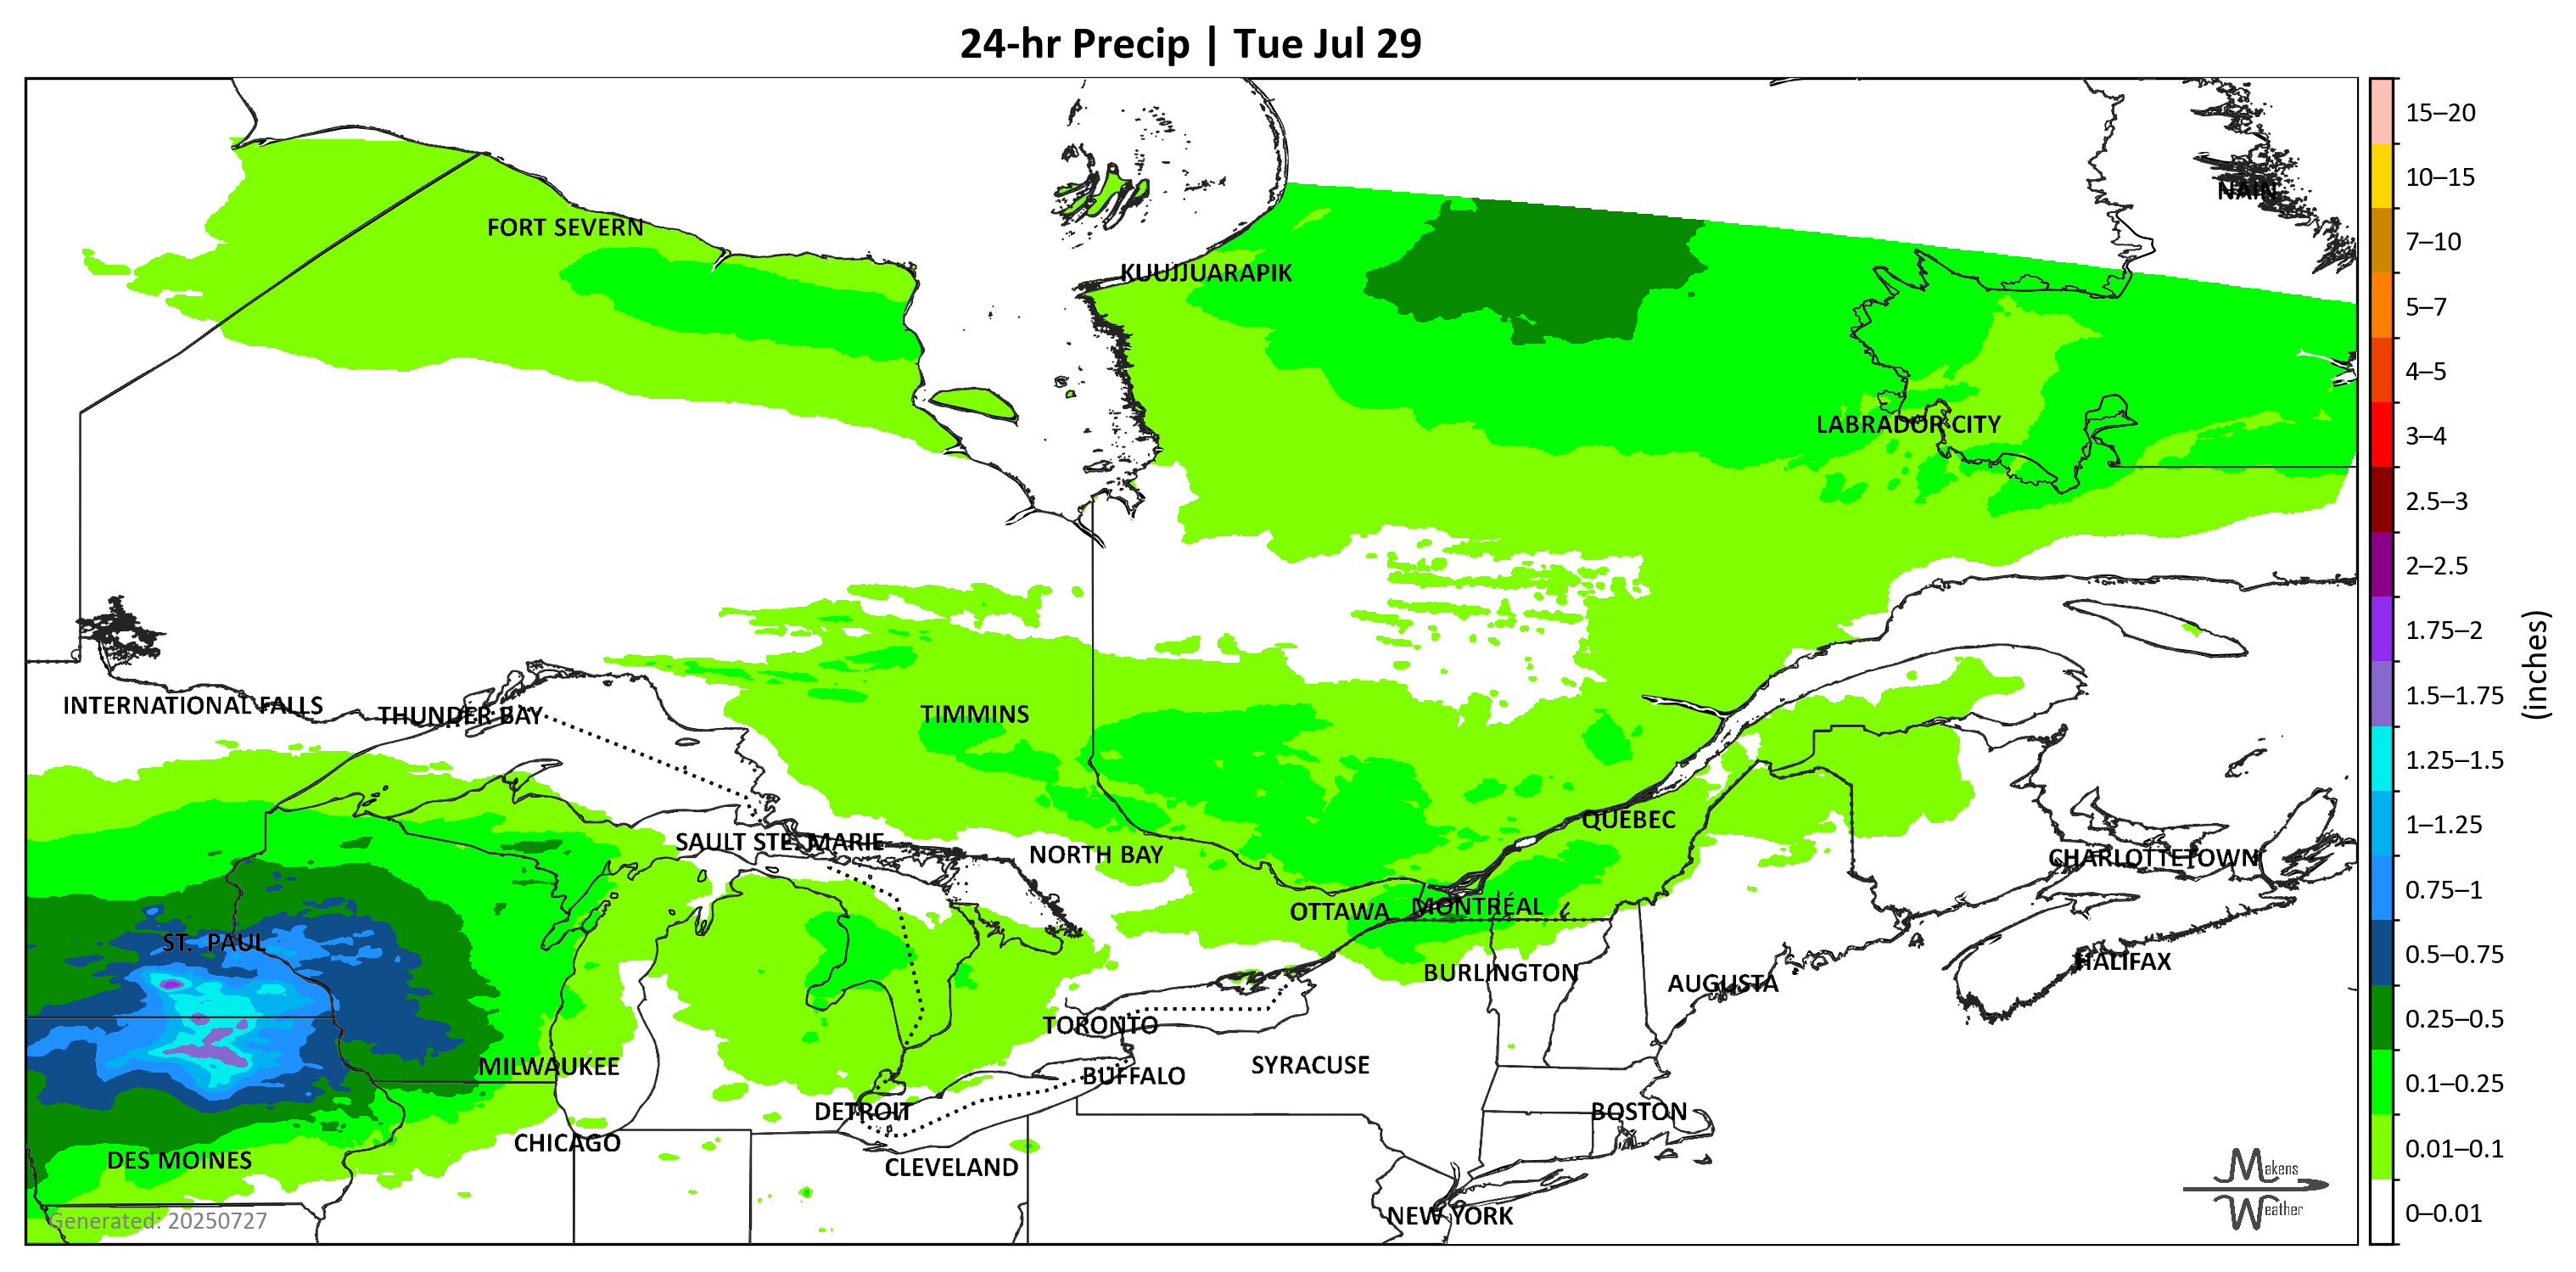 24-hr Precip | Tue Jul 29
15–20
10–15
7–10
5–7
4–5
3–4
2.5–3
2–2.5
1.75–2
1.5–1.75
1.25–1.5
1–1.25
0.75–1
0.5–0.75
0.25–0.5
0.1–0.25
0.01–0.1
0–0.01
(inches)
NAIN
FORT SEVERN
KUUJJUARAPIK
LABRADOR CITY
INTERNATIONAL FALLS
THUNDER BAY
TIMMINS
QUÉBEC
SAULT STE. MARIE
NORTH BAY
CHARLOTTETOWN
OTTAWA
MONTRÉAL
ST. PAUL
HALIFAX
BURLINGTON
AUGUSTA
TORONTO
MILWAUKEE
SYRACUSE
BUFFALO
DETROIT
BOSTON
CHICAGO
DES MOINES
CLEVELAND
NEW YORK
Makens
Weather
Generated: 20250727